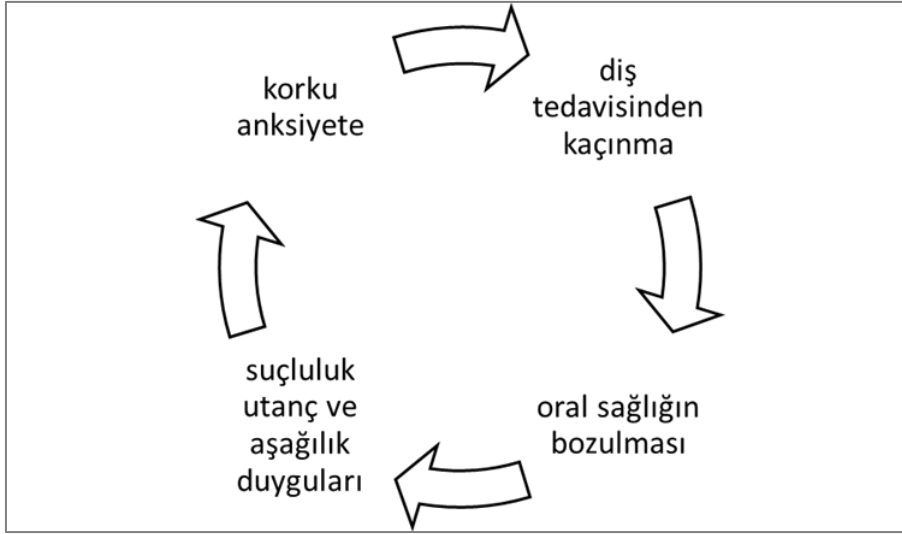 korku
anksiyete
diş
tedavisinden
kaçınma
oral sağlığın
bozulması
suçluluk
utanç ve
aşağılık
duyguları